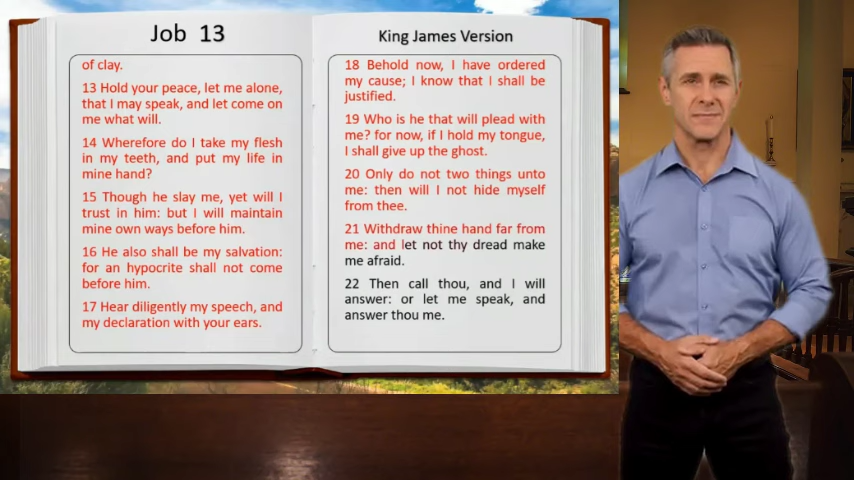 Job 13
King James Version
of clay.
13 Hold your peace, let me alone,
that I may speak, and let come on
me what will.
14 Wherefore do I take my flesh
in my teeth, and put my life in
mine hand?
15 Though he slay me, yet will I
trust in him: but I will maintain
mine own ways before him.
16 He also shall be my salvation:
for an hypocrite shall not come
before him.
17 Hear diligently my speech, and
my declaration with your ears.
18 Behold now, I have ordered
my cause; I know that I shall be
justified.
19 Who is he that will plead with
me? for now, if I hold my tongue,
I shall give up the ghost.
20 Only do not two things unto
me: then will I not hide myself
from thee.
21 Withdraw thine hand far from
me: and let not thy dread make
me afraid.
22 Then call thou, and I will
answer: or let me speak, and
answer thou me.